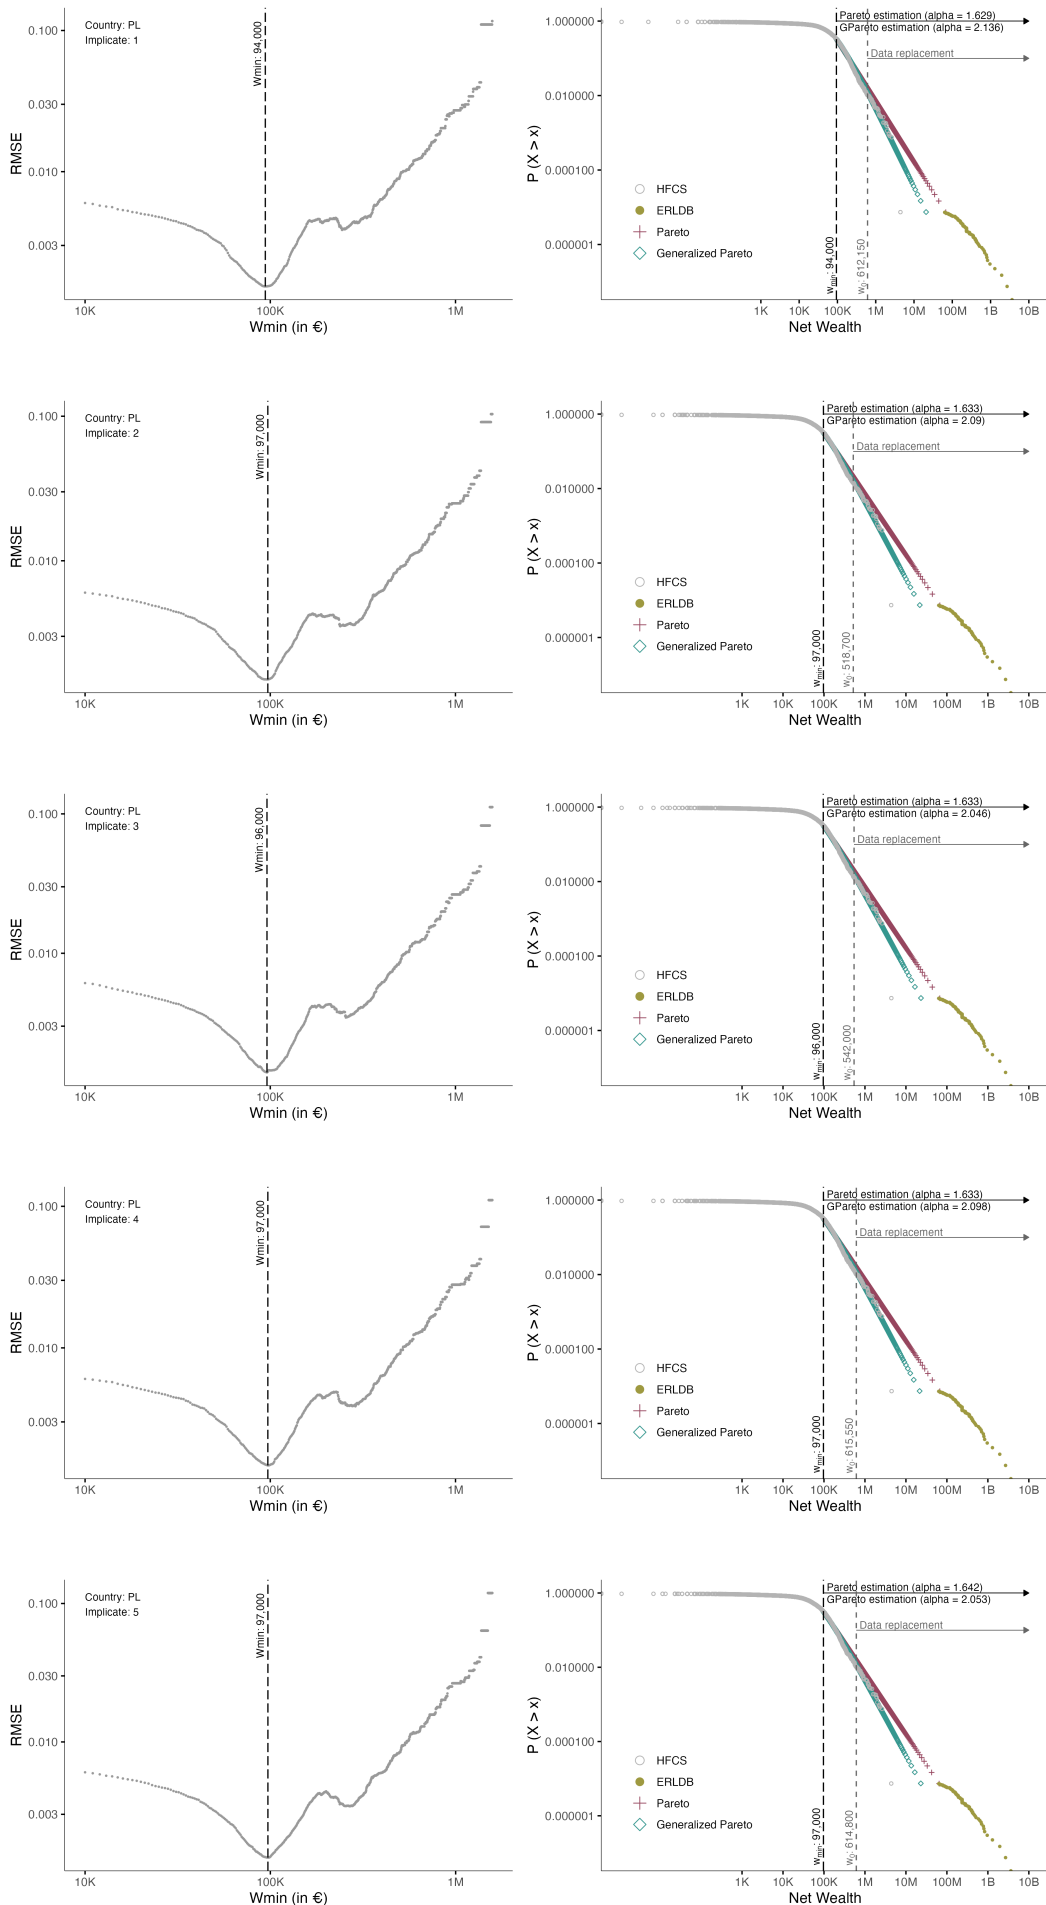 Country: PL
Implicate: 1
Wmin: 94,000
0.100
0.030
0.010
0.003
RMSE
10K
100K
1M
Wmin (in €)
Pareto estimation (alpha = 1.629)
GPareto estimation (alpha = 2.136)
Data replacement
1.000000
0.010000
0.000100
0.000001
P (X > x)
HFCS
ERLDB
Pareto
Generalized Pareto
wmin: 94,000
w0: 612,150
1K
10K
100K
1M
10M
100M
1B
10B
Net Wealth
Country: PL
Implicate: 2
Wmin: 97,000
0.100
0.030
0.010
0.003
RMSE
10K
100K
1M
Wmin (in €)
Pareto estimation (alpha = 1.633)
GPareto estimation (alpha = 2.09)
Data replacement
1.000000
0.010000
0.000100
0.000001
P (X > x)
HFCS
ERLDB
Pareto
Generalized Pareto
wmin: 97,000
w0: 518,700
1K
10K
100K
1M
10M
100M
1B
10B
Net Wealth
Country: PL
Implicate: 3
Wmin: 96,000
0.100
0.030
0.010
0.003
RMSE
10K
100K
1M
Wmin (in €)
Pareto estimation (alpha = 1.633)
GPareto estimation (alpha = 2.046)
Data replacement
1.000000
0.010000
0.000100
0.000001
P (X > x)
HFCS
ERLDB
Pareto
Generalized Pareto
wmin: 96,000
w0: 542,000
1K
10K
100K
1M
10M
100M
1B
10B
Net Wealth
Country: PL
Implicate: 4
Wmin: 97,000
0.100
0.030
0.010
0.003
RMSE
10K
100K
1M
Wmin (in €)
Pareto estimation (alpha = 1.633)
GPareto estimation (alpha = 2.098)
Data replacement
1.000000
0.010000
0.000100
0.000001
P (X > x)
HFCS
ERLDB
Pareto
Generalized Pareto
wmin: 97,000
w0: 615,550
1K
10K
100K
1M
10M
100M
1B
10B
Net Wealth
Country: PL
Implicate: 5
Wmin: 97,000
0.100
0.030
0.010
0.003
RMSE
10K
100K
1M
Wmin (in €)
Pareto estimation (alpha = 1.642)
GPareto estimation (alpha = 2.053)
Data replacement
1.000000
0.010000
0.000100
0.000001
P (X > x)
HFCS
ERLDB
Pareto
Generalized Pareto
wmin: 97,000
w0: 614,800
1K
10K
100K
1M
10M
100M
1B
10B
Net Wealth